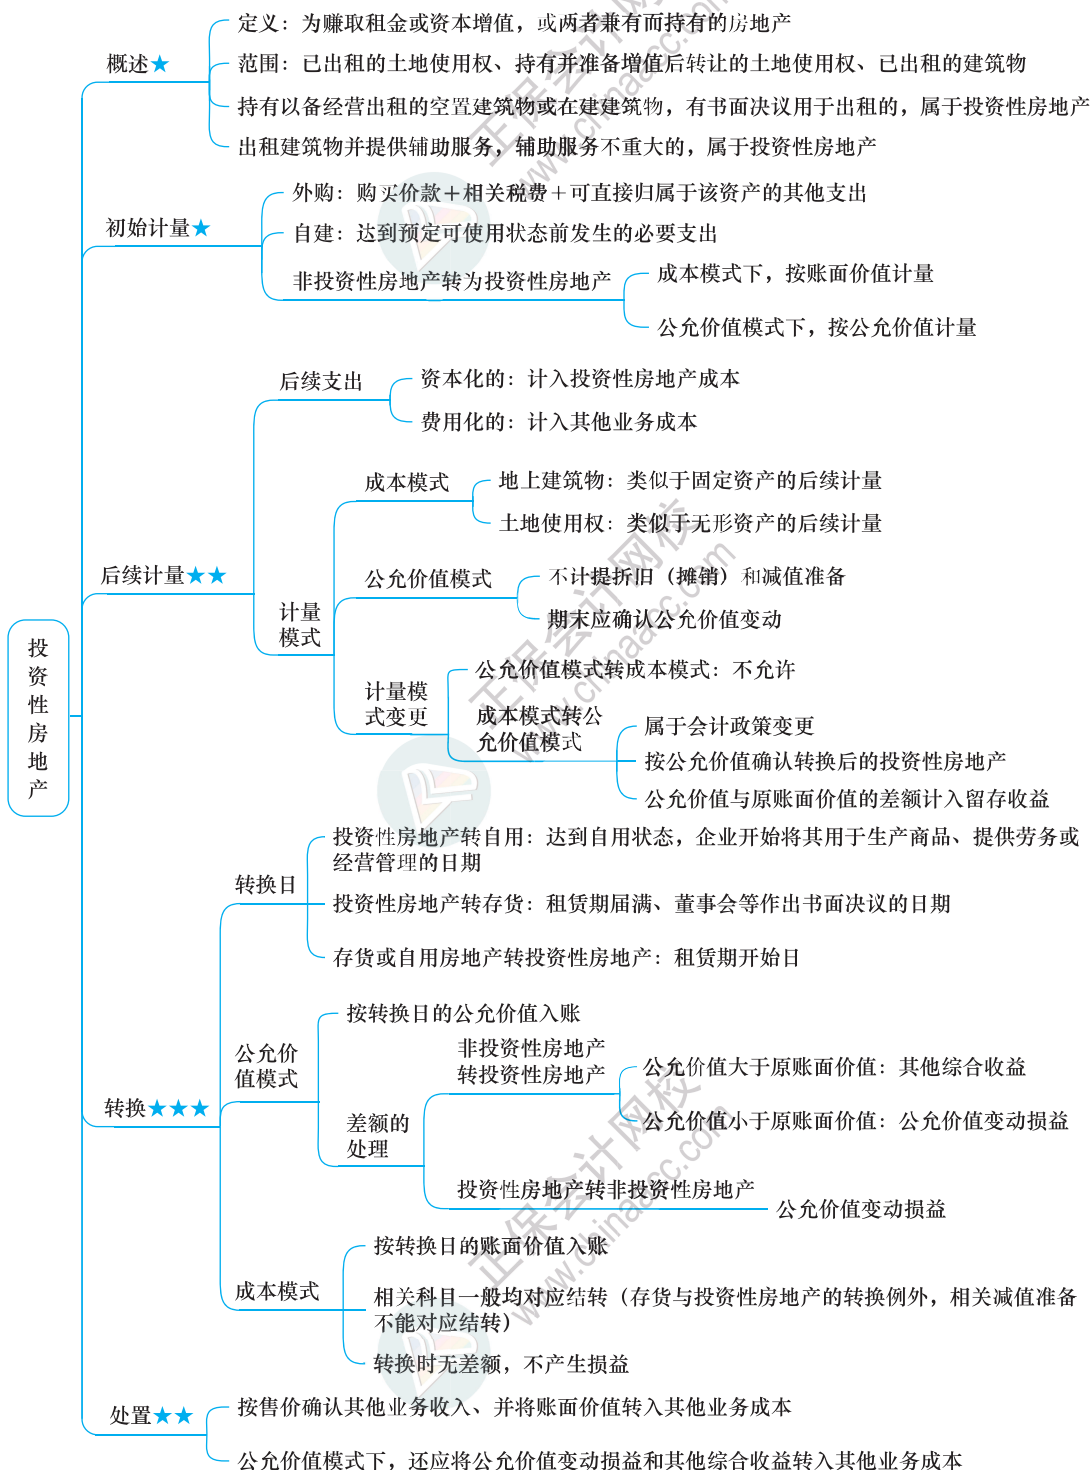 投资性房地产
概述★
定义：为赚取租金或资本增值，或两者兼有而持有的房地产
范围：已出租的土地使用权、持有并准备增值后转让的土地使用权、已出租的建筑物
持有以备经营出租的空置建筑物或在建建筑物，有书面决议用于出租的，属于投资性房地产
出租建筑物并提供辅助服务，辅助服务不重大的，属于投资性房地产
初始计量★
外购：购买价款＋相关税费＋可直接归属于该资产的其他支出
自建：达到预定可使用状态前发生的必要支出
非投资性房地产转为投资性房地产
成本模式下，按账面价值计量
公允价值模式下，按公允价值计量
后续计量★★
后续支出
资本化的：计入投资性房地产成本
费用化的：计入其他业务成本
计量
模式
成本模式
地上建筑物：类似于固定资产的后续计量
土地使用权：类似于无形资产的后续计量
公允价值模式
不计提折旧（摊销）和减值准备
期末应确认公允价值变动
计量模
式变更
公允价值模式转成本模式：不允许
成本模式转公
允价值模式
属于会计政策变更
按公允价值确认转换后的投资性房地产
公允价值与原账面价值的差额计入留存收益
转换★★★
转换日
投资性房地产转自用：达到自用状态，企业开始将其用于生产商品、提供劳务或
经营管理的日期
投资性房地产转存货：租赁期届满、董事会等作出书面决议的日期
存货或自用房地产转投资性房地产：租赁期开始日
公允价
值模式
按转换日的公允价值入账
差额的
处理
非投资性房地产
转投资性房地产
公允价值大于原账面价值：其他综合收益
公允价值小于原账面价值：公允价值变动损益
投资性房地产转非投资性房地产
公允价值变动损益
成本模式
按转换日的账面价值入账
相关科目一般均对应结转（存货与投资性房地产的转换例外，相关减值准备
不能对应结转）
转换时无差额，不产生损益
处置★★
按售价确认其他业务收入、并将账面价值转入其他业务成本
公允价值模式下，还应将公允价值变动损益和其他综合收益转入其他业务成本
正保会计网校
www.chinaacc.com
正保会计网校
www.chinaacc.com
正保会计网校
www.chinaacc.com